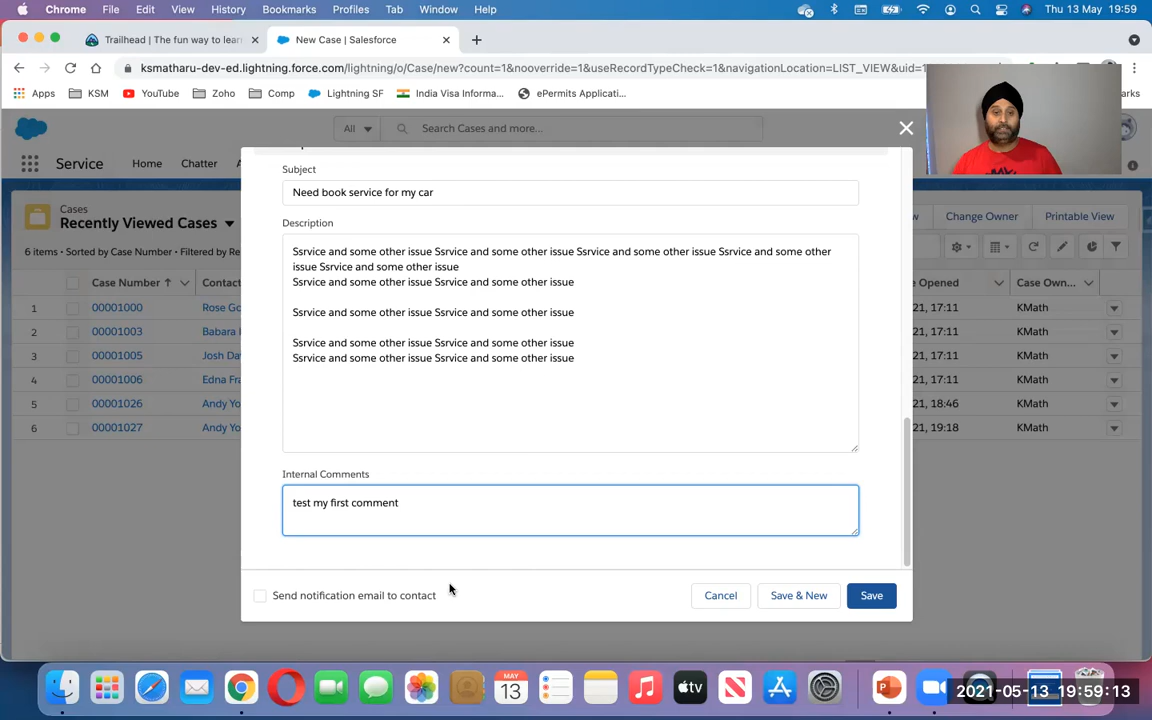 Chrome File Edit View History Bookmarks Profiles Tab Window Help Thu 13 May 19:59
Trailhead | The fun way to lear
New Case | Salesforce
ksmatharu-dev-ed.lightning.force.com/lightning/o/Case/new?count=1&nooverride=1&useRecordTypeCheck=1&navigationLocation=LIST_VIEW&uid=1
Apps KSM YouTube Zoho Comp Lightning SF India Visa Informa... ePermits Applicati... arks
All Search Cases and more...
Service Home Chatter A
Subject
Need book service for my car
Cases
Recently Viewed Cases
w Change Owner Printable View
6 items • Sorted by Case Number • Filtered by Re
Description
Ssrvice and some other issue Ssrvice and some other issue Ssrvice and some other issue Ssrvice and some other
issue Ssrvice and some other issue
Ssrvice and some other issue Ssrvice and some other issue
Ssrvice and some other issue Ssrvice and some other issue
Ssrvice and some other issue Ssrvice and some other issue
Ssrvice and some other issue Ssrvice and some other issue
Case Number Contact e Opened Case Own...
1 00001000 Rose Go 21, 17:11 KMath
2 00001003 Babara 21, 17:11 KMath
3 00001005 Josh Da 21, 17:11 KMath
4 00001006 Edna Fra 21, 17:11 KMath
5 00001026 Andy Yo 21, 18:46 KMath
6 00001027 Andy Yo 21, 19:18 KMath
Internal Comments
test my first comment
Send notification email to contact
Cancel Save & New Save
MAY
13
tv
2021-05-13 19:59:13